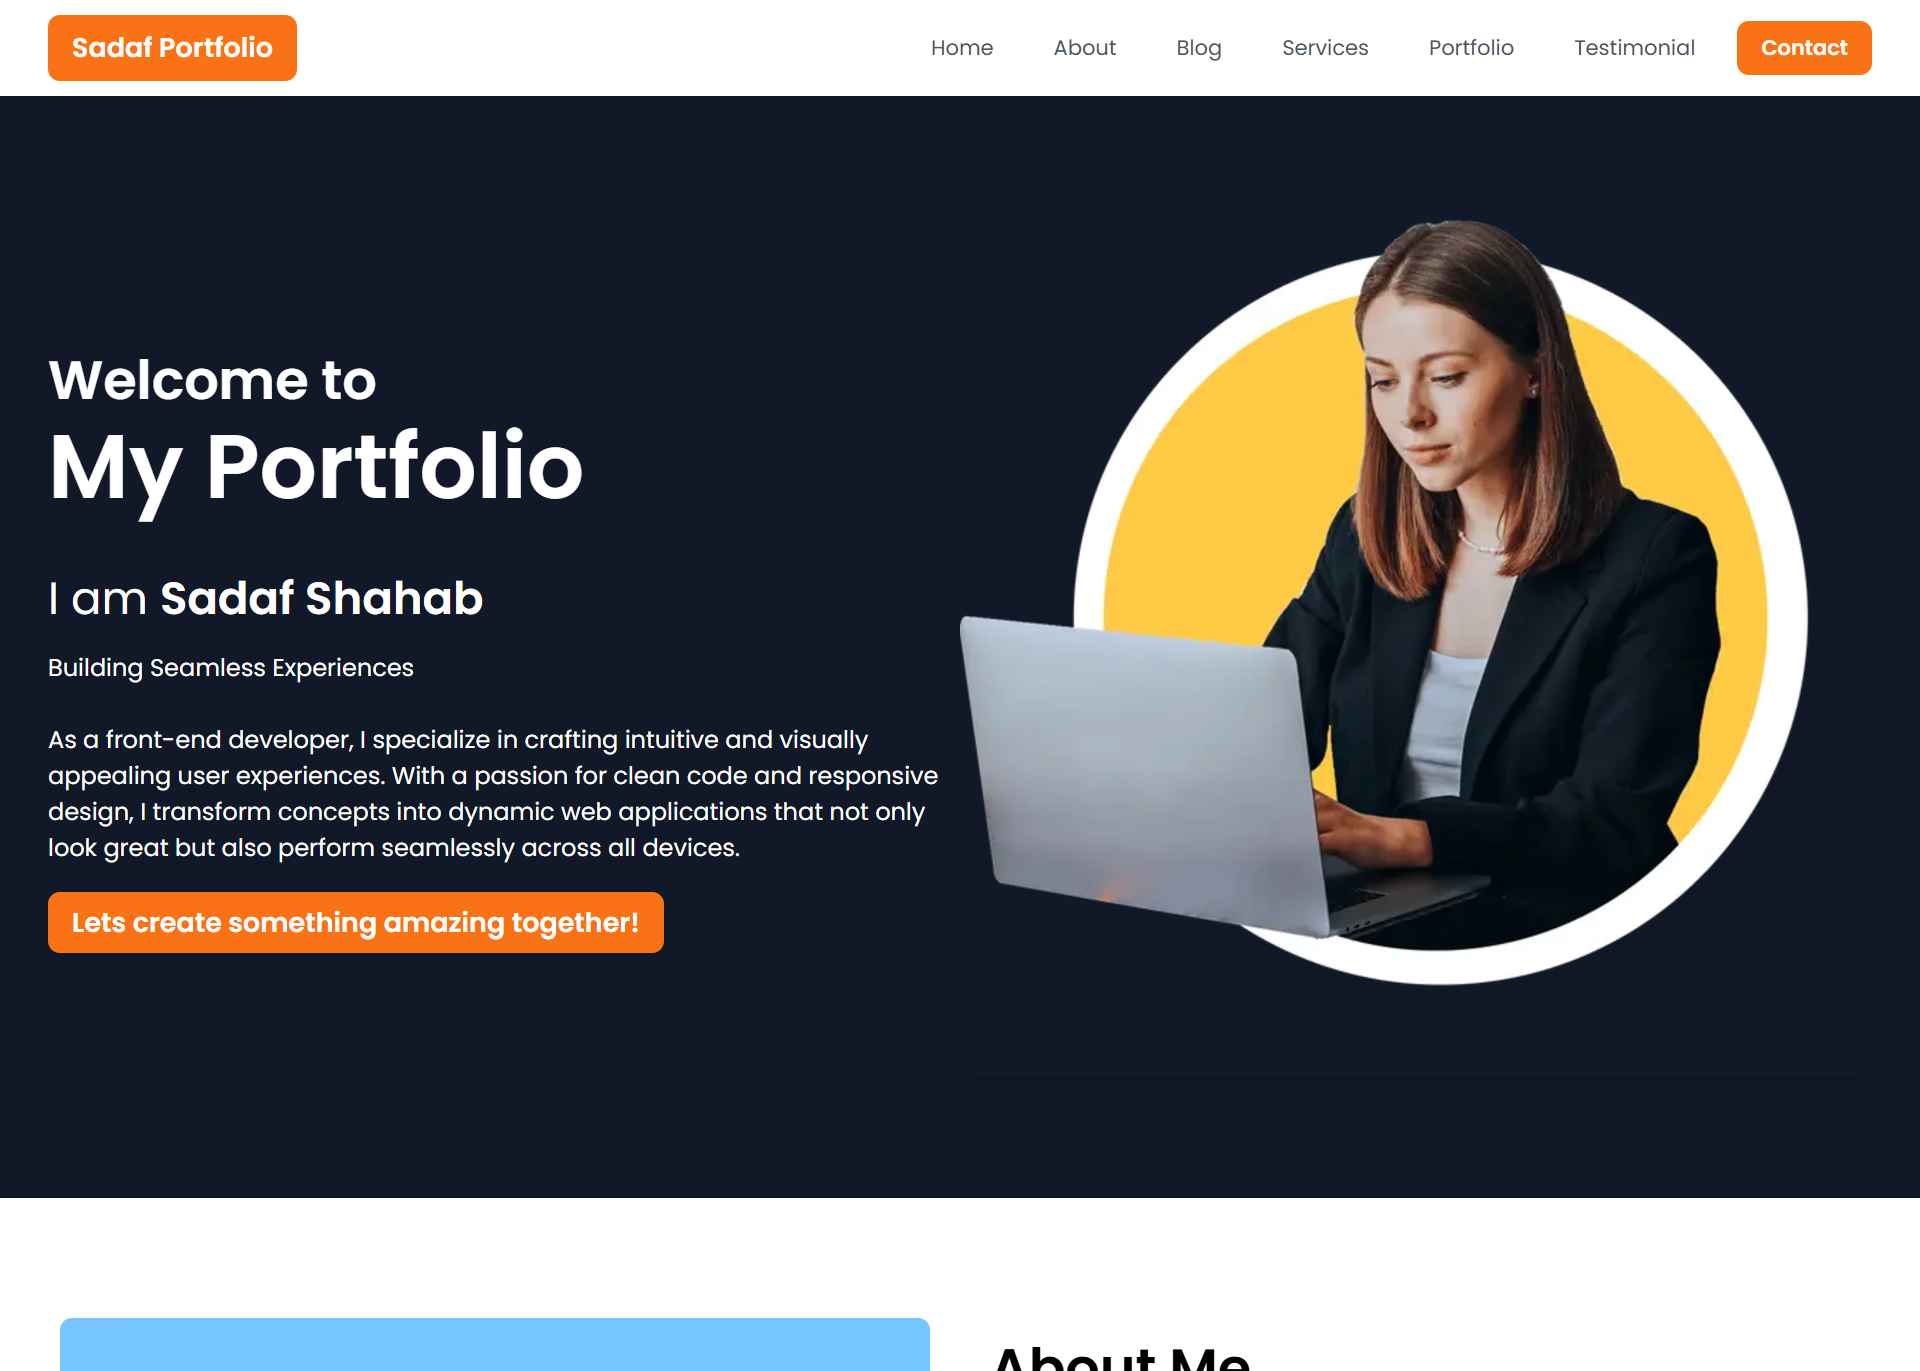 Sadaf Portfolio
Home
About
Blog
Services
Portfolio
Testimonial
Contact
Welcome to
My Portfolio
I am Sadaf Shahab
Building Seamless Experiences
As a front-end developer, I specialize in crafting intuitive and visually
appealing user experiences. With a passion for clean code and responsive
design, I transform concepts into dynamic web applications that not only
look great but also perform seamlessly across all devices.
Lets create something amazing together!
About Me